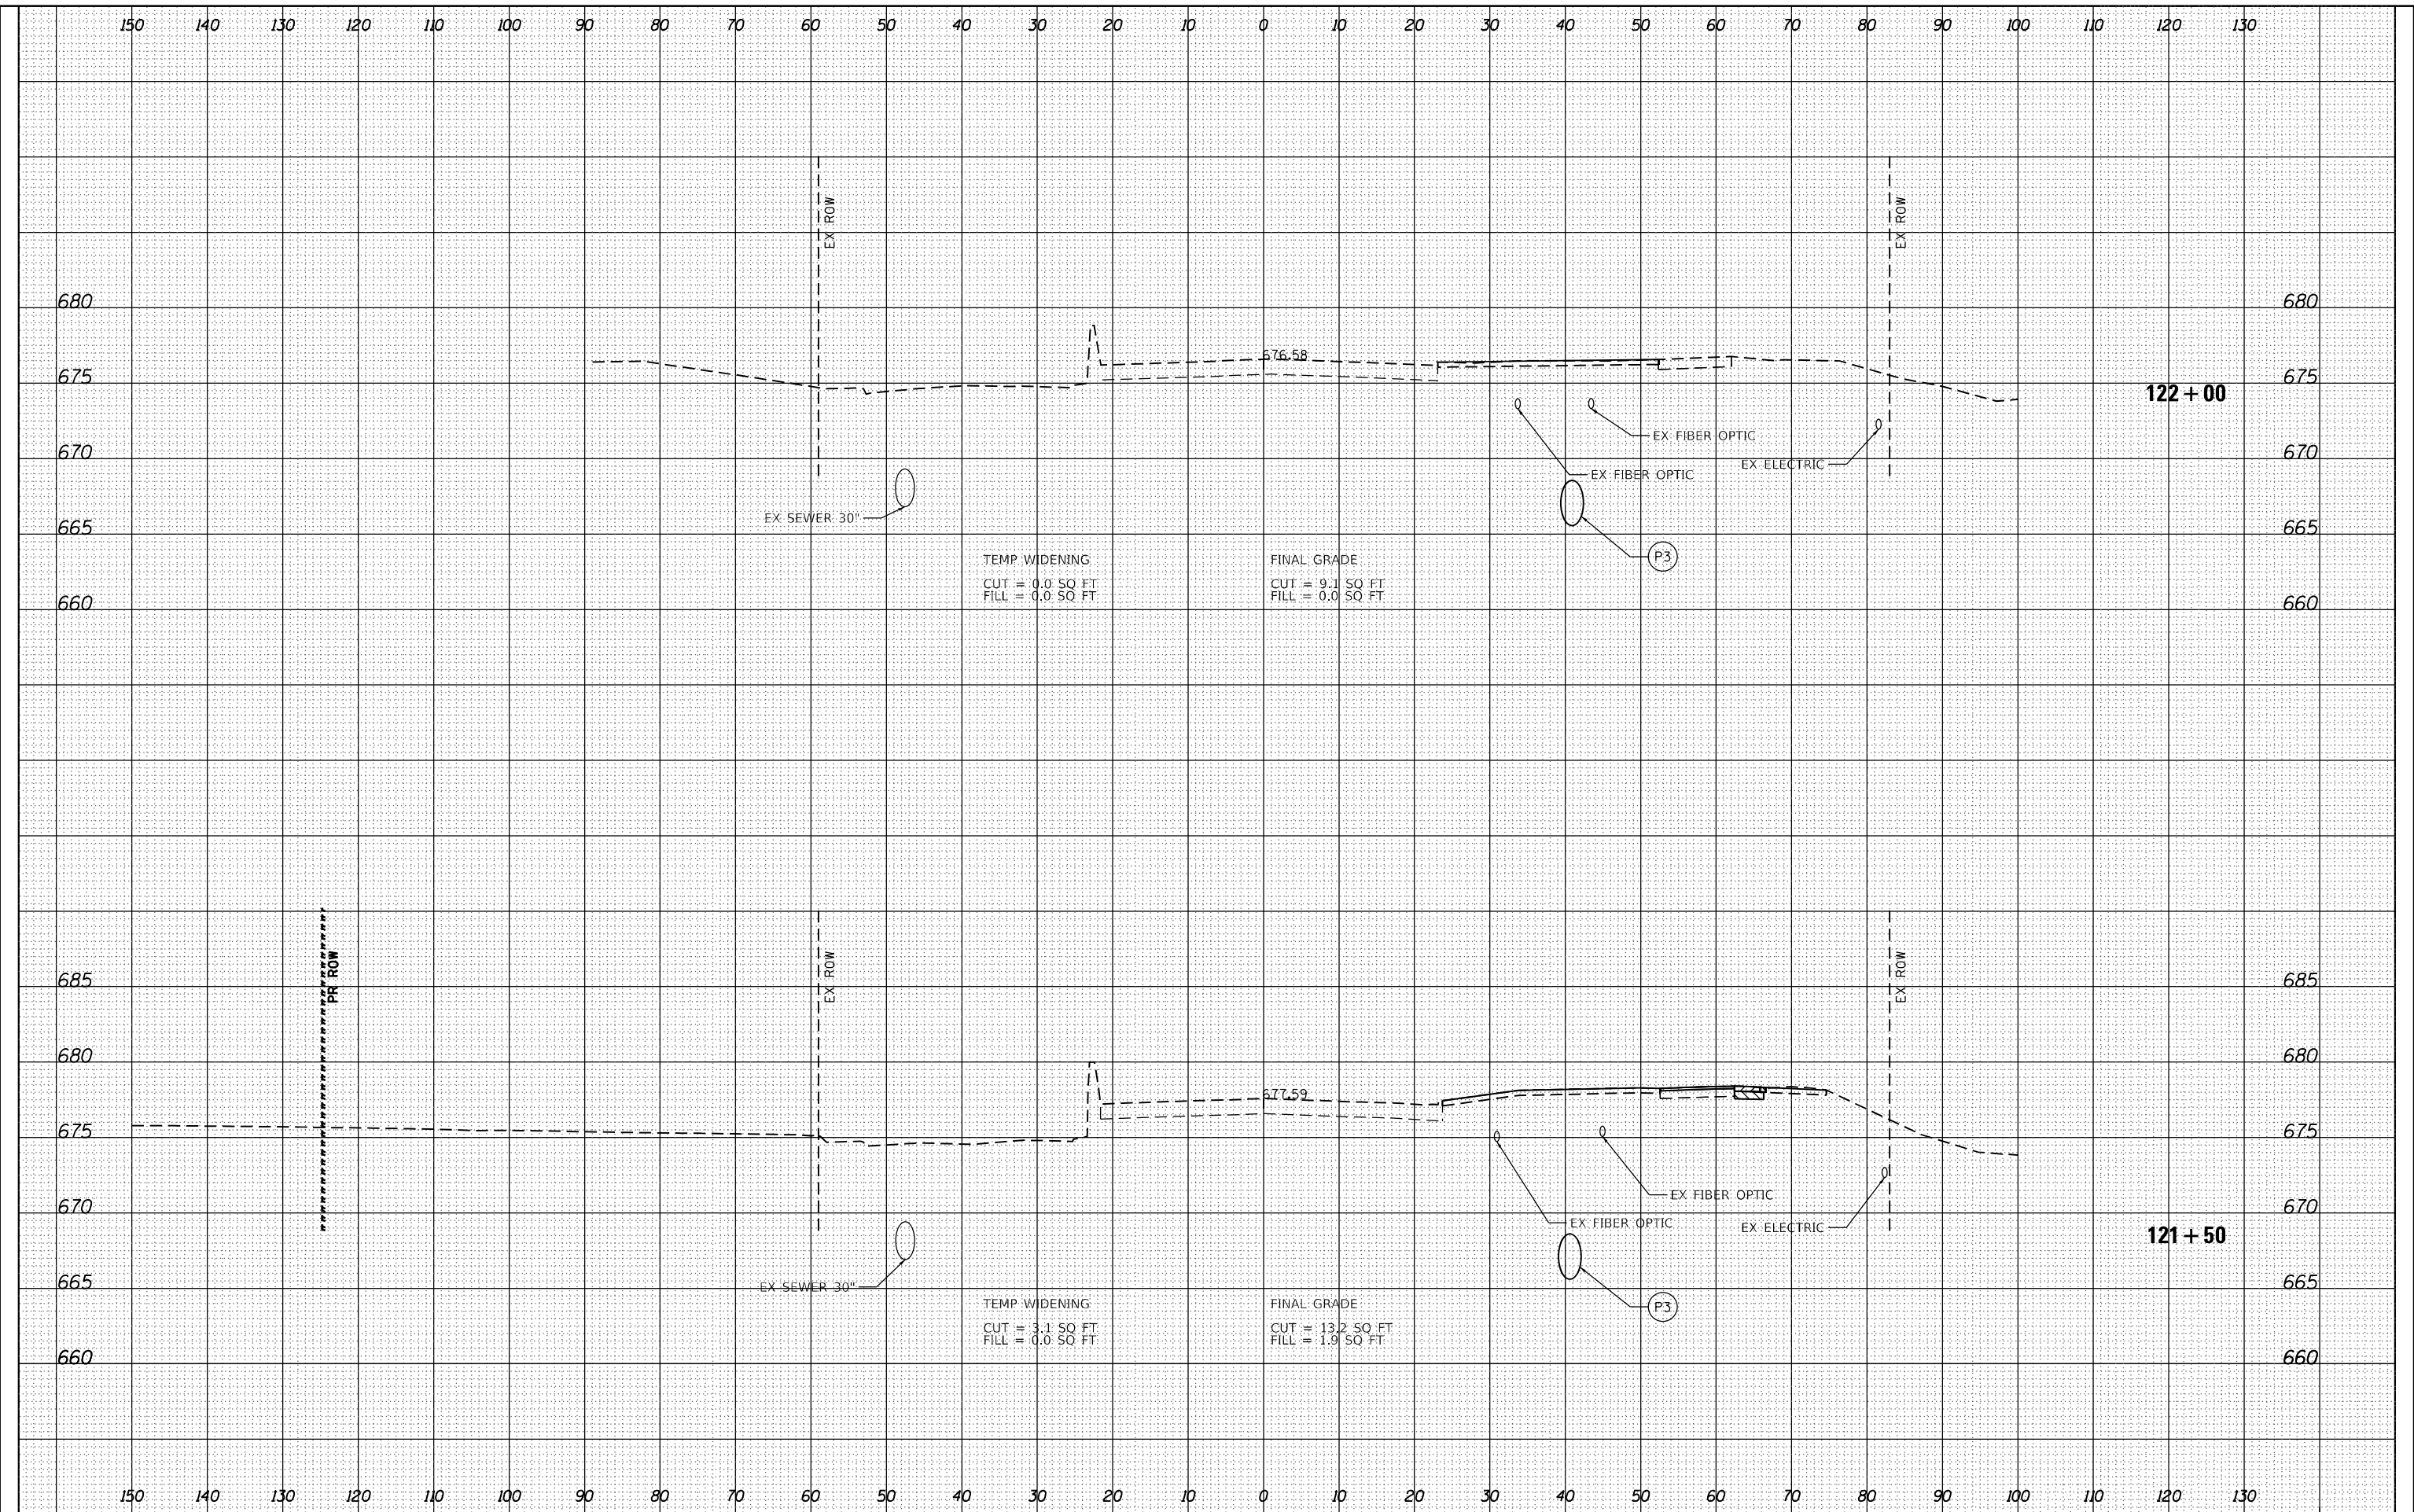 150 140 130 120 110 100 90 80 70 60 50 40 30 20 10 0 10 20 30 40 50 60 70 80 90 100 110 120 130
EX ROW
EX ROW
680 680
676.58
675 675
122+00
EX FIBER OPTIC
670 670
EX ELECTRIC
EX FIBER OPTIC
EX SEWER 30"
665 665
P3
TEMP WIDENING
CUT = 0.0 SQ FT
FILL = 0.0 SQ FT
FINAL GRADE
CUT = 9.1 SQ FT
FILL = 0.0 SQ FT
660 660
PR ROW
EX ROW
EX ROW
685 685
680 680
677.59
675 675
EX FIBER OPTIC
670 670
EX FIBER OPTIC
EX ELECTRIC
121+50
665 665
EX SEWER 30"
P3
TEMP WIDENING
CUT = 3.1 SQ FT
FILL = 0.0 SQ FT
FINAL GRADE
CUT = 13.2 SQ FT
FILL = 1.9 SQ FT
660 660
150 140 130 120 110 100 90 80 70 60 50 40 30 20 10 0 10 20 30 40 50 60 70 80 90 100 110 120 130